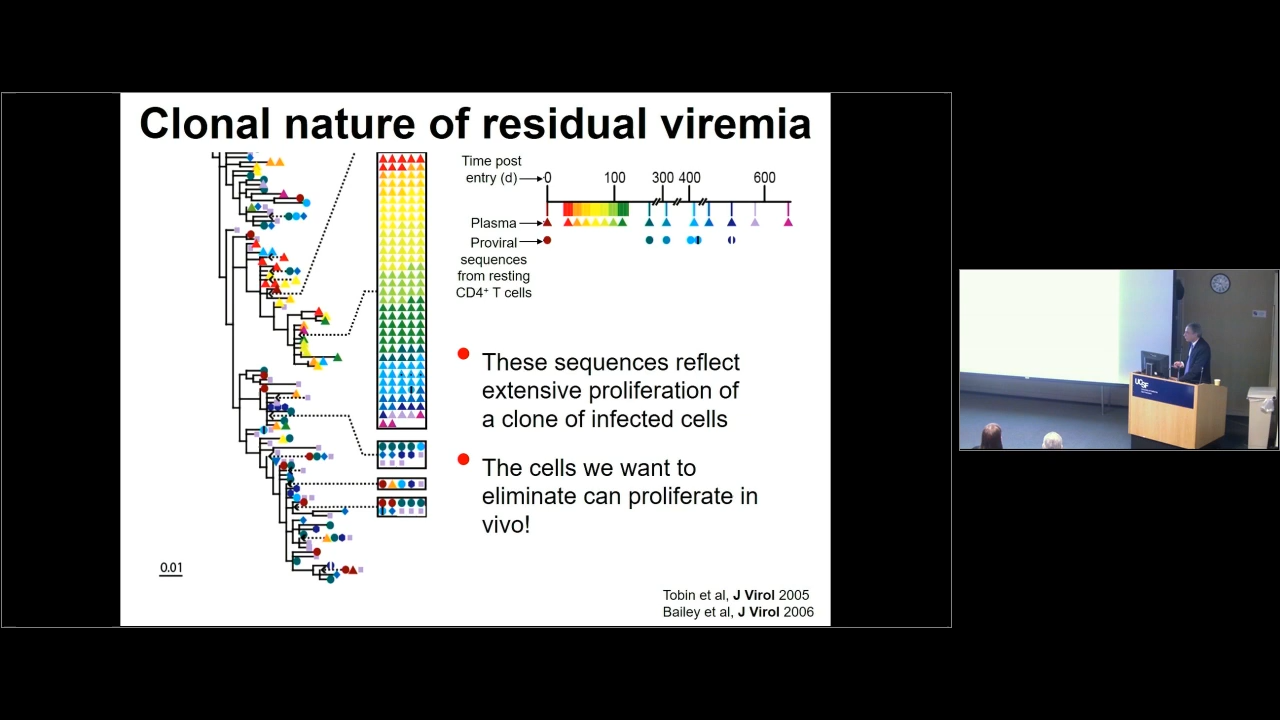 Clonal nature of residual viremia
Time post
entry (d)
0
100
300
400
600
Plasma
Proviral
sequences
from resting
CD4⁺ T cells
These sequences reflect
extensive proliferation of
a clone of infected cells
The cells we want to
eliminate can proliferate in
vivo!
0.01
Tobin et al, J Virol 2005
Bailey et al, J Virol 2006
UCSF